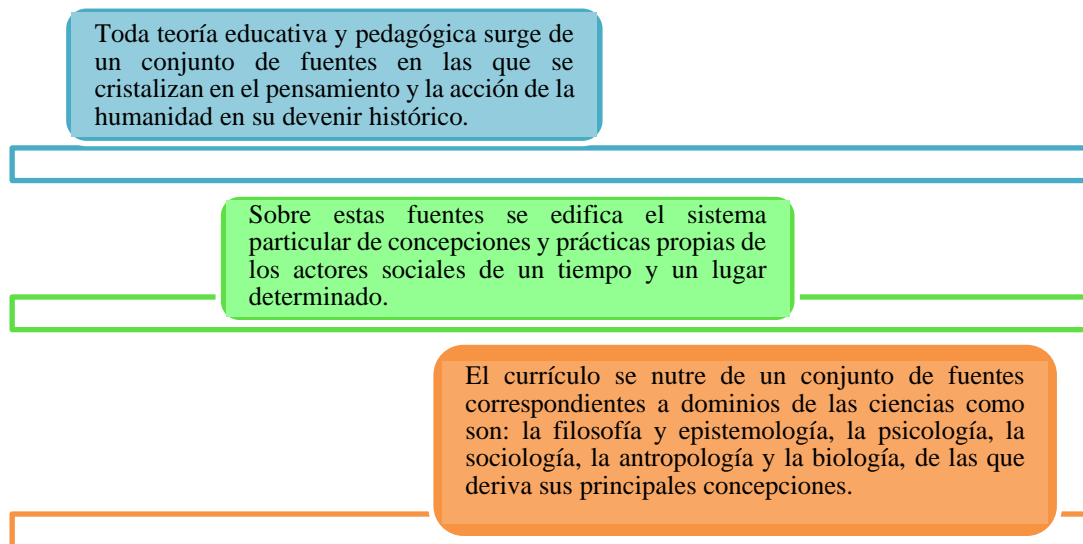 Toda teoría educativa y pedagógica surge de
un conjunto de fuentes en las que se
cristalizan en el pensamiento y la acción de la
humanidad en su devenir histórico.
Sobre estas fuentes se edifica el sistema
particular de concepciones y prácticas propias de
los actores sociales de un tiempo y un lugar
determinado.
El currículo se nutre de un conjunto de fuentes
correspondientes a dominios de las ciencias como
son: la filosofía y epistemología, la psicología, la
sociología, la antropología y la biología, de las que
deriva sus principales concepciones.